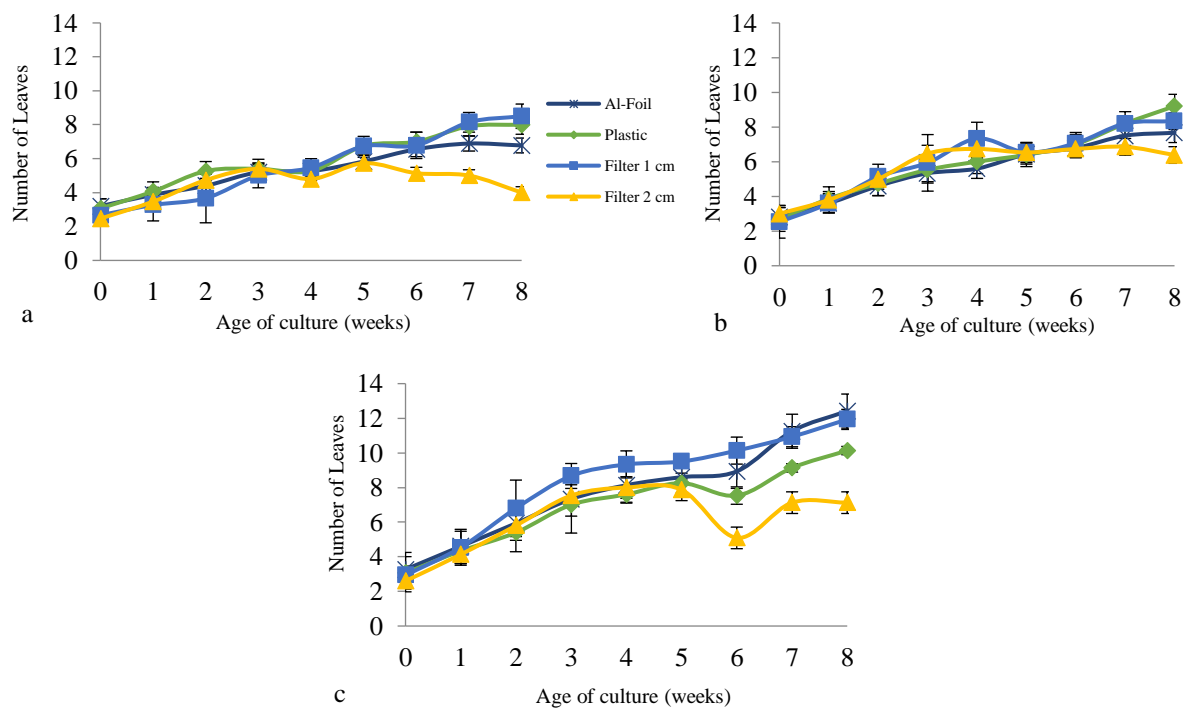 14
12
10
8
6
4
2
0
Number of Leaves
0 1 2 3 4 5 6 7 8
Age of culture (weeks)
a
Al-Foil
Plastic
Filter 1 cm
Filter 2 cm
14
12
10
8
6
4
2
0
Number of Leaves
0 1 2 3 4 5 6 7 8
Age of culture (weeks)
b
14
12
10
8
6
4
2
0
Number of Leaves
0 1 2 3 4 5 6 7 8
Age of culture (weeks)
c